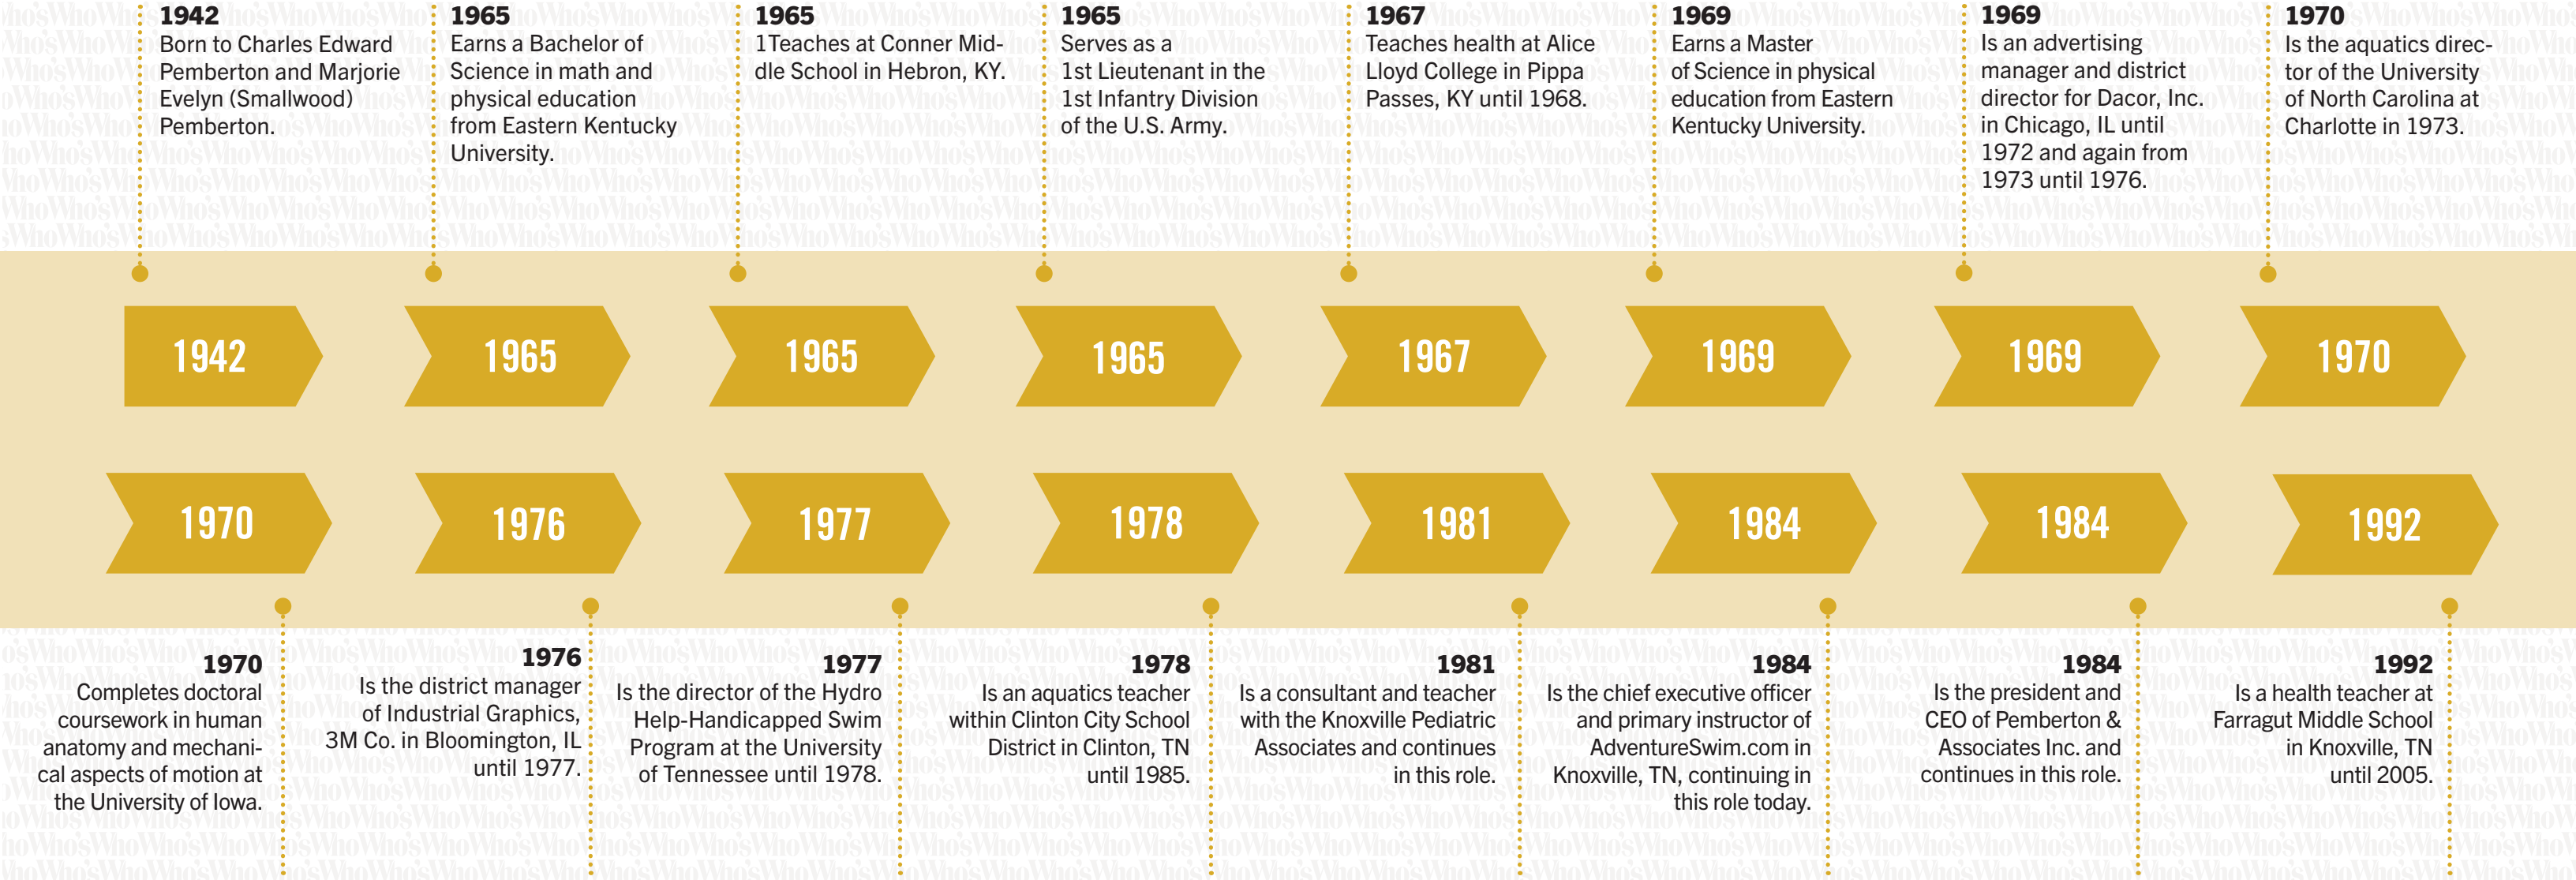 1942
Born to Charles Edward
Pemberton and Marjorie
Evelyn (Smallwood)
Pemberton.
1965
Earns a Bachelor of
Science in math and
physical education
from Eastern Kentucky
University.
1965
1Teaches at Conner Mid-
dle School in Hebron, KY.
1965
Serves as a
1st Lieutenant in the
1st Infantry Division
of the U.S. Army.
1967
Teaches health at Alice
Lloyd College in Pippa
Passes, KY until 1968.
1969
Earns a Master
of Science in physical
education from Eastern
Kentucky University.
1969
Is an advertising
manager and district
director for Dacor, Inc.
in Chicago, IL until
1972 and again from
1973 until 1976.
1970
Is the aquatics direc-
tor of the University
of North Carolina at
Charlotte in 1973.
1942
1965
1965
1965
1967
1969
1969
1970
1970
1976
1977
1978
1981
1984
1984
1992
1970
Completes doctoral
coursework in human
anatomy and mechani-
cal aspects of motion at
the University of Iowa.
1976
Is the district manager
of Industrial Graphics,
3M Co. in Bloomington, IL
until 1977.
1977
Is the director of the Hydro
Help-Handicapped Swim
Program at the University
of Tennessee until 1978.
1978
Is an aquatics teacher
within Clinton City School
District in Clinton, TN
until 1985.
1981
Is a consultant and teacher
with the Knoxville Pediatric
Associates and continues
in this role.
1984
Is the chief executive officer
and primary instructor of
AdventureSwim.com in
Knoxville, TN, continuing in
this role today.
1984
Is the president and
CEO of Pemberton &
Associates Inc. and
continues in this role.
1992
Is a health teacher at
Farragut Middle School
in Knoxville, TN
until 2005.